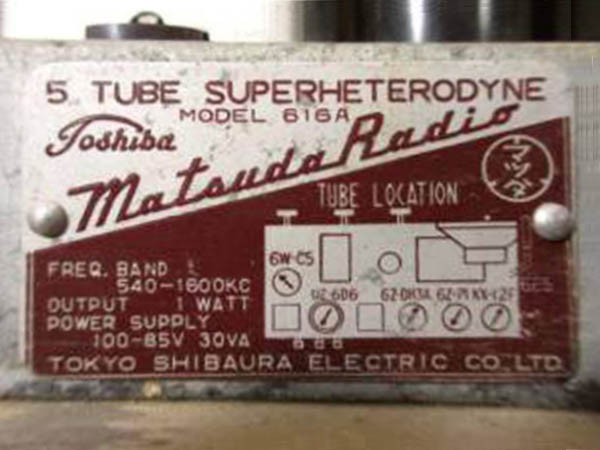 5 TUBE SUPERHETERODYNE
MODEL 616A
Toshiba
Matsuda Radio
マツダ
TUBE LOCATION
6W-C5
UZ-6D6 6Z-DH3A 6Z-P1 KX-12F
6E5
FREQ. BAND
540-1600KC
OUTPUT 1 WATT
POWER SUPPLY
100-85V 30VA
666
TOKYO SHIBAURA ELECTRIC CO. LTD.